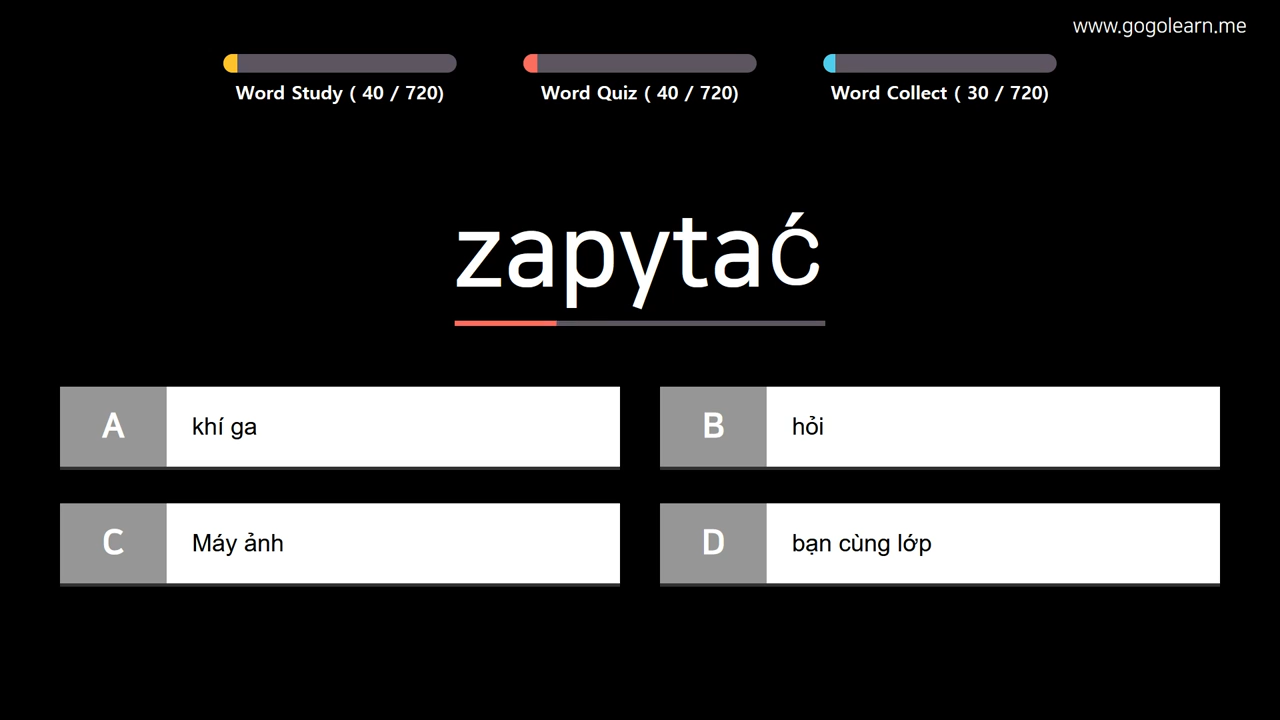 www.gogolearn.me
Word Study ( 40 / 720)
Word Quiz ( 40 / 720)
Word Collect ( 30 / 720)
zapytać
A khí ga
B hỏi
C Máy ảnh
D bạn cùng lớp